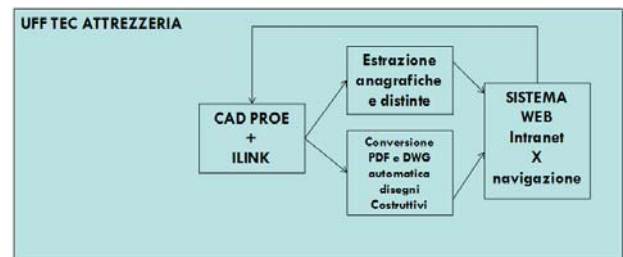 UFF TEC ATTREZZERIA
CAD PROE
+
ILINK
Estrazione
anagrafiche
e distinte
Conversione
PDF e DWG
automatica
disegni
Costruttivi
SISTEMA
WEB
Intranet
X
navigazione